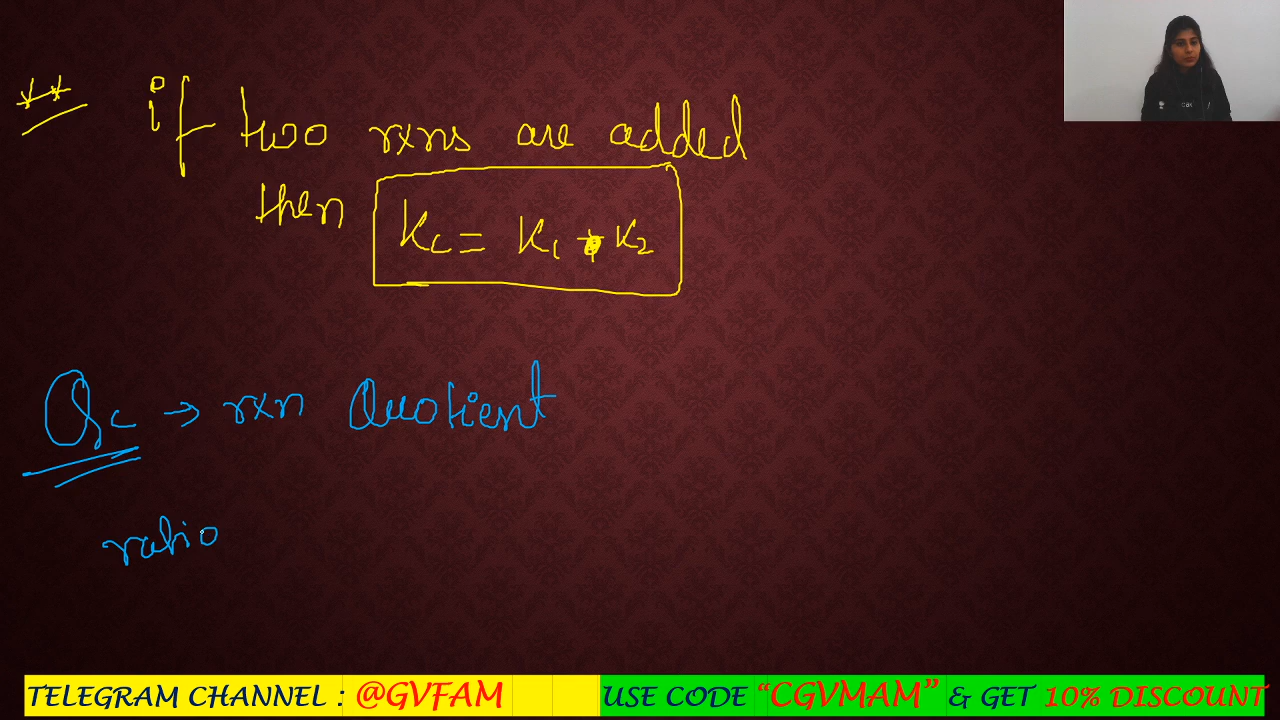 ** if two rxns are added
then Kc = K1 • K2
Qc → rxn Quotient
ratio
TELEGRAM CHANNEL : @GVFAM USE CODE “CGVMAM” & GET 10% DISCOUNT